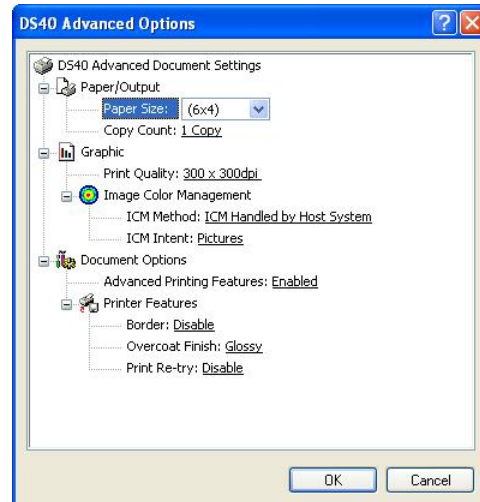 DS40 Advanced Options
DS40 Advanced Document Settings
Paper/Output
Paper Size: (6x4)
Copy Count: 1 Copy
Graphic
Print Quality: 300 x 300dpi
Image Color Management
ICM Method: ICM Handled by Host System
ICM Intent: Pictures
Document Options
Advanced Printing Features: Enabled
Printer Features
Border: Disable
Overcoat Finish: Glossy
Print Re-try: Disable
OK Cancel